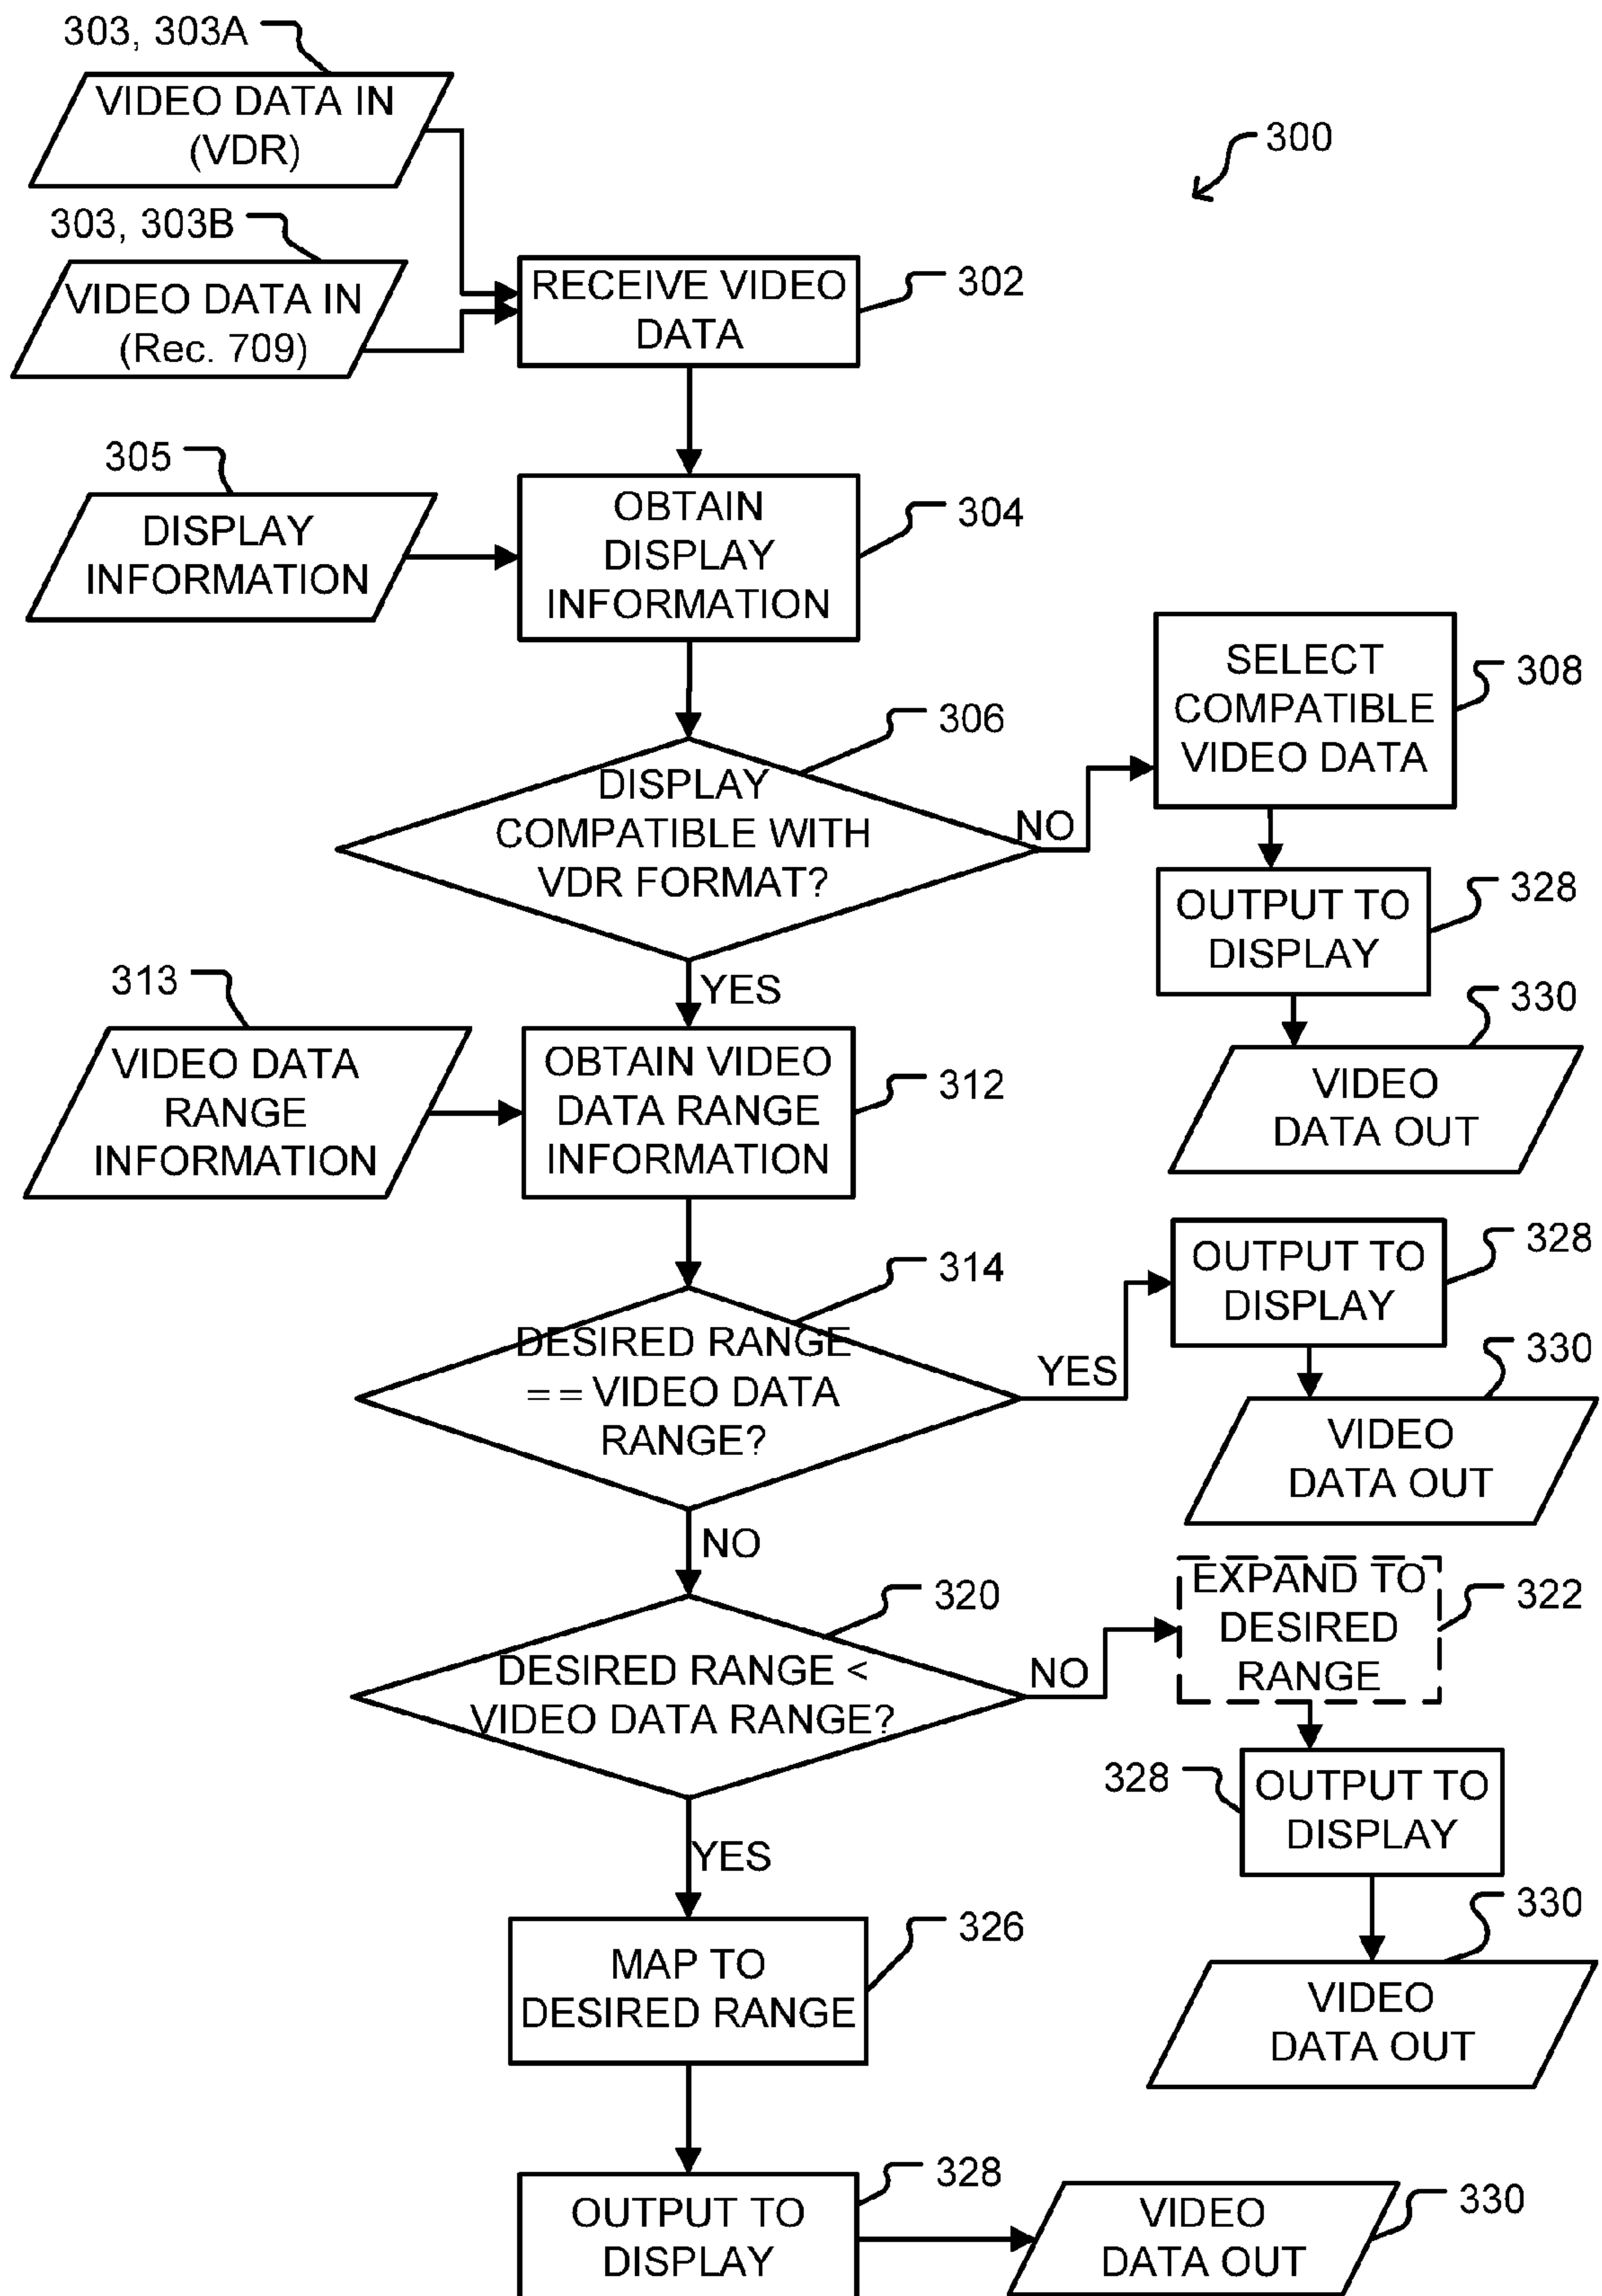 303, 303A
VIDEO DATA IN
(VDR)
300
303, 303B
VIDEO DATA IN
(Rec. 709)
RECEIVE VIDEO
DATA
302
305
DISPLAY
INFORMATION
OBTAIN
DISPLAY
INFORMATION
304
306
DISPLAY
COMPATIBLE WITH
VDR FORMAT?
NO
SELECT
COMPATIBLE
VIDEO DATA
308
OUTPUT TO
DISPLAY
328
330
VIDEO
DATA OUT
YES
313
VIDEO DATA
RANGE
INFORMATION
OBTAIN VIDEO
DATA RANGE
INFORMATION
312
314
DESIRED RANGE
= = VIDEO DATA
RANGE?
YES
OUTPUT TO
DISPLAY
328
330
VIDEO
DATA OUT
NO
320
DESIRED RANGE <
VIDEO DATA RANGE?
NO
EXPAND TO
DESIRED
RANGE
322
328
OUTPUT TO
DISPLAY
330
VIDEO
DATA OUT
YES
MAP TO
DESIRED RANGE
326
OUTPUT TO
DISPLAY
328
VIDEO
DATA OUT
330